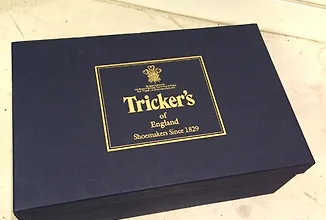 Tricker's
of
England
Shoemakers Since 1829